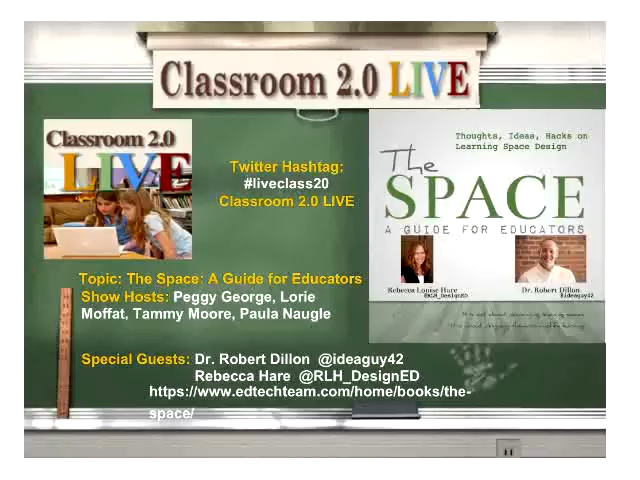 Classroom 2.0 LIVE
Classroom 2.0
LIVE
Twitter Hashtag:
#liveclass20
Classroom 2.0 LIVE
Thoughts, Ideas, Hacks on
Learning Space Design
The
SPACE
A GUIDE FOR EDUCATORS
Rebecca Louise Hare
@RLH_DesignED
Dr. Robert Dillon
@ideaguy42
Topic: The Space: A Guide for Educators
Show Hosts: Peggy George, Lorie
Moffat, Tammy Moore, Paula Naugle
Special Guests: Dr. Robert Dillon @ideaguy42
Rebecca Hare @RLH_DesignED
https://www.edtechteam.com/home/books/the-
space/